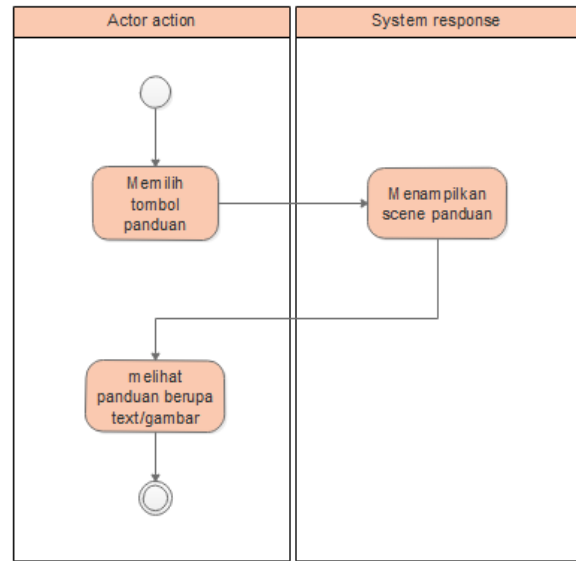 Actor action
System response
Memilih
tombol
panduan
Menampilkan
scene panduan
melihat
panduan berupa
text/gambar